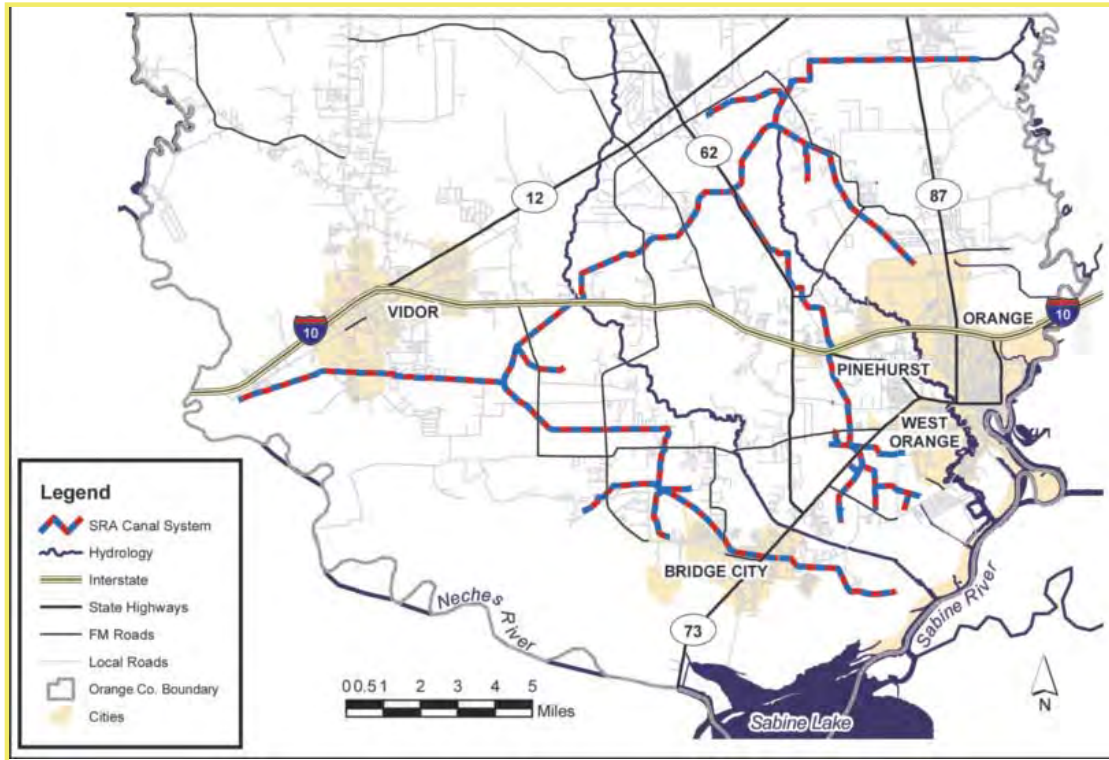 62
12
87
10
VIDOR
ORANGE
10
PINEHURST
WEST
ORANGE
BRIDGE CITY
73
Neches
River
Sabine River
Sabine Lake
Legend
SRA Canal System
Hydrology
Interstate
State Highways
FM Roads
Local Roads
Orange Co. Boundary
Cities
0 0.5 1 2 3 4 5
Miles
N